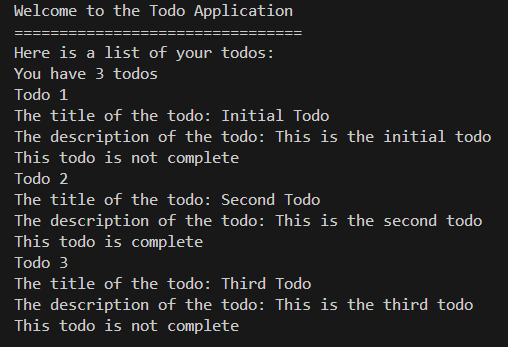 Welcome to the Todo Application
================================
Here is a list of your todos:
You have 3 todos
Todo 1
The title of the todo: Initial Todo
The description of the todo: This is the initial todo
This todo is not complete
Todo 2
The title of the todo: Second Todo
The description of the todo: This is the second todo
This todo is complete
Todo 3
The title of the todo: Third Todo
The description of the todo: This is the third todo
This todo is not complete